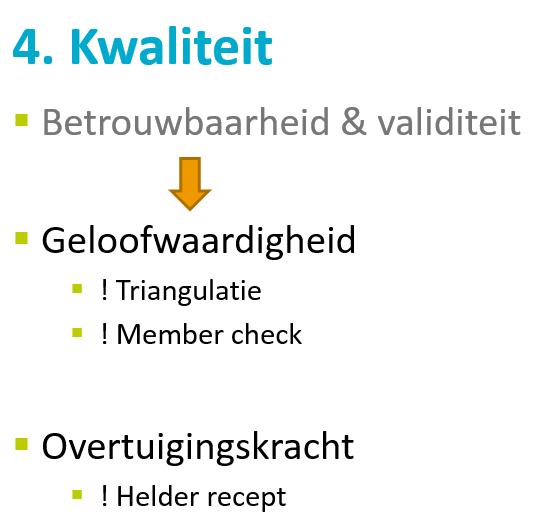 4. Kwaliteit
Betrouwbaarheid & validiteit
Geloofwaardigheid
! Triangulatie
! Member check
Overtuigingskracht
! Helder recept